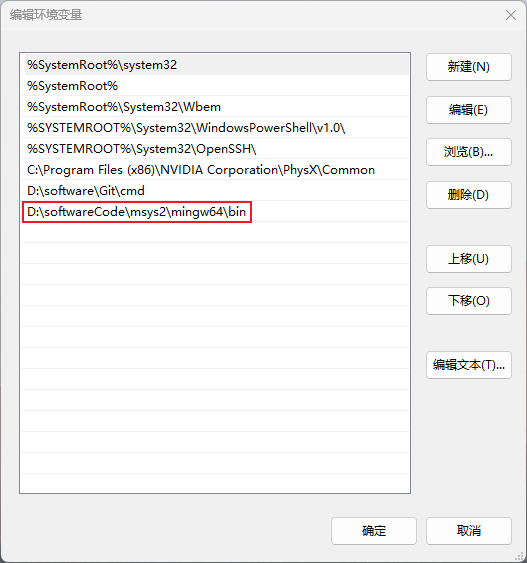 编辑环境变量
%SystemRoot%\system32
%SystemRoot%
%SystemRoot%\System32\Wbem
%SYSTEMROOT%\System32\WindowsPowerShell\v1.0\
%SYSTEMROOT%\System32\OpenSSH\
C:\Program Files (x86)\NVIDIA Corporation\PhysX\Common
D:\software\Git\cmd
D:\softwareCode\msys2\mingw64\bin
新建(N)
编辑(E)
浏览(B)...
删除(D)
上移(U)
下移(O)
编辑文本(T)...
确定
取消